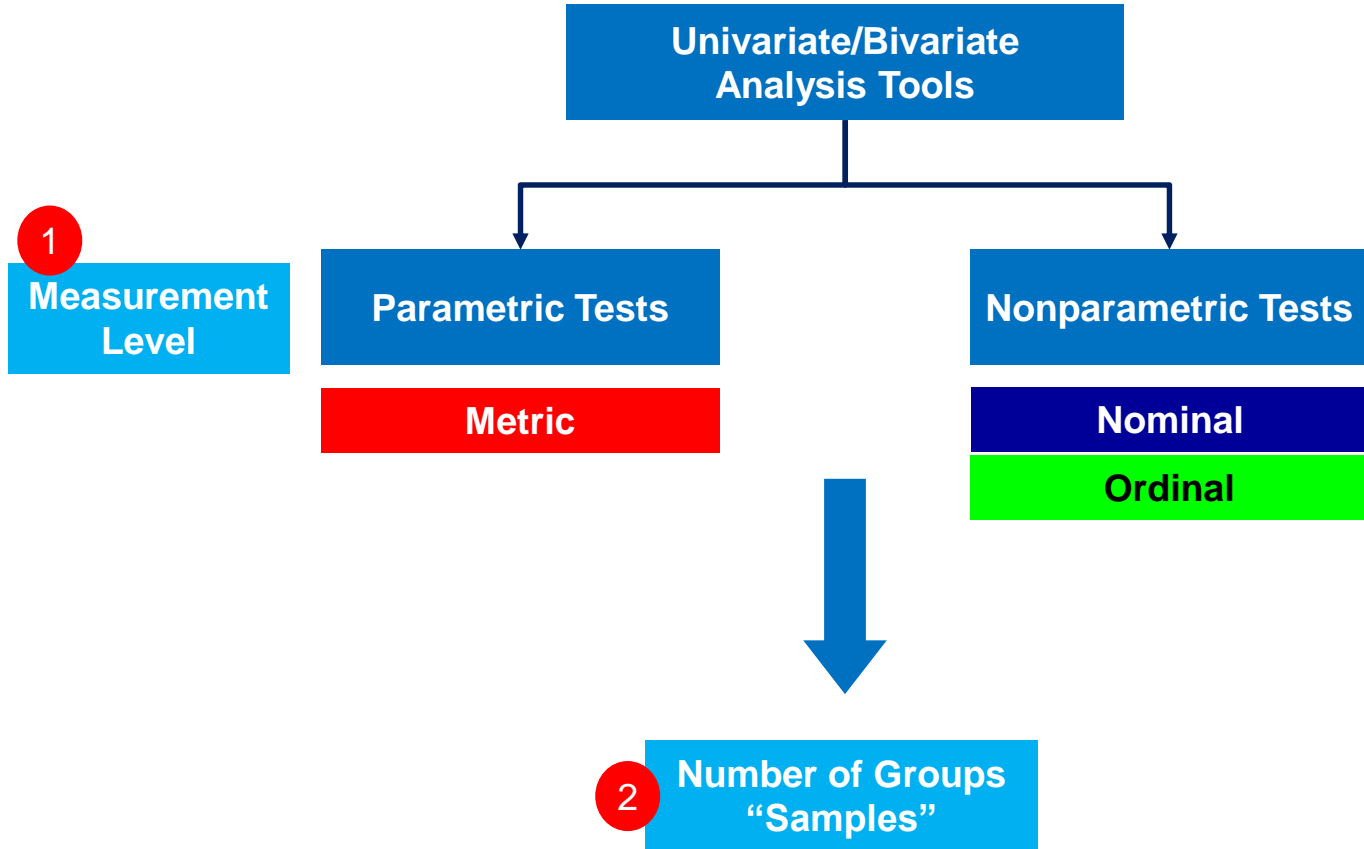 Univariate/Bivariate
Analysis Tools
1
Measurement
Level
Parametric Tests
Nonparametric Tests
Metric
Nominal
Ordinal
2
Number of Groups
“Samples”